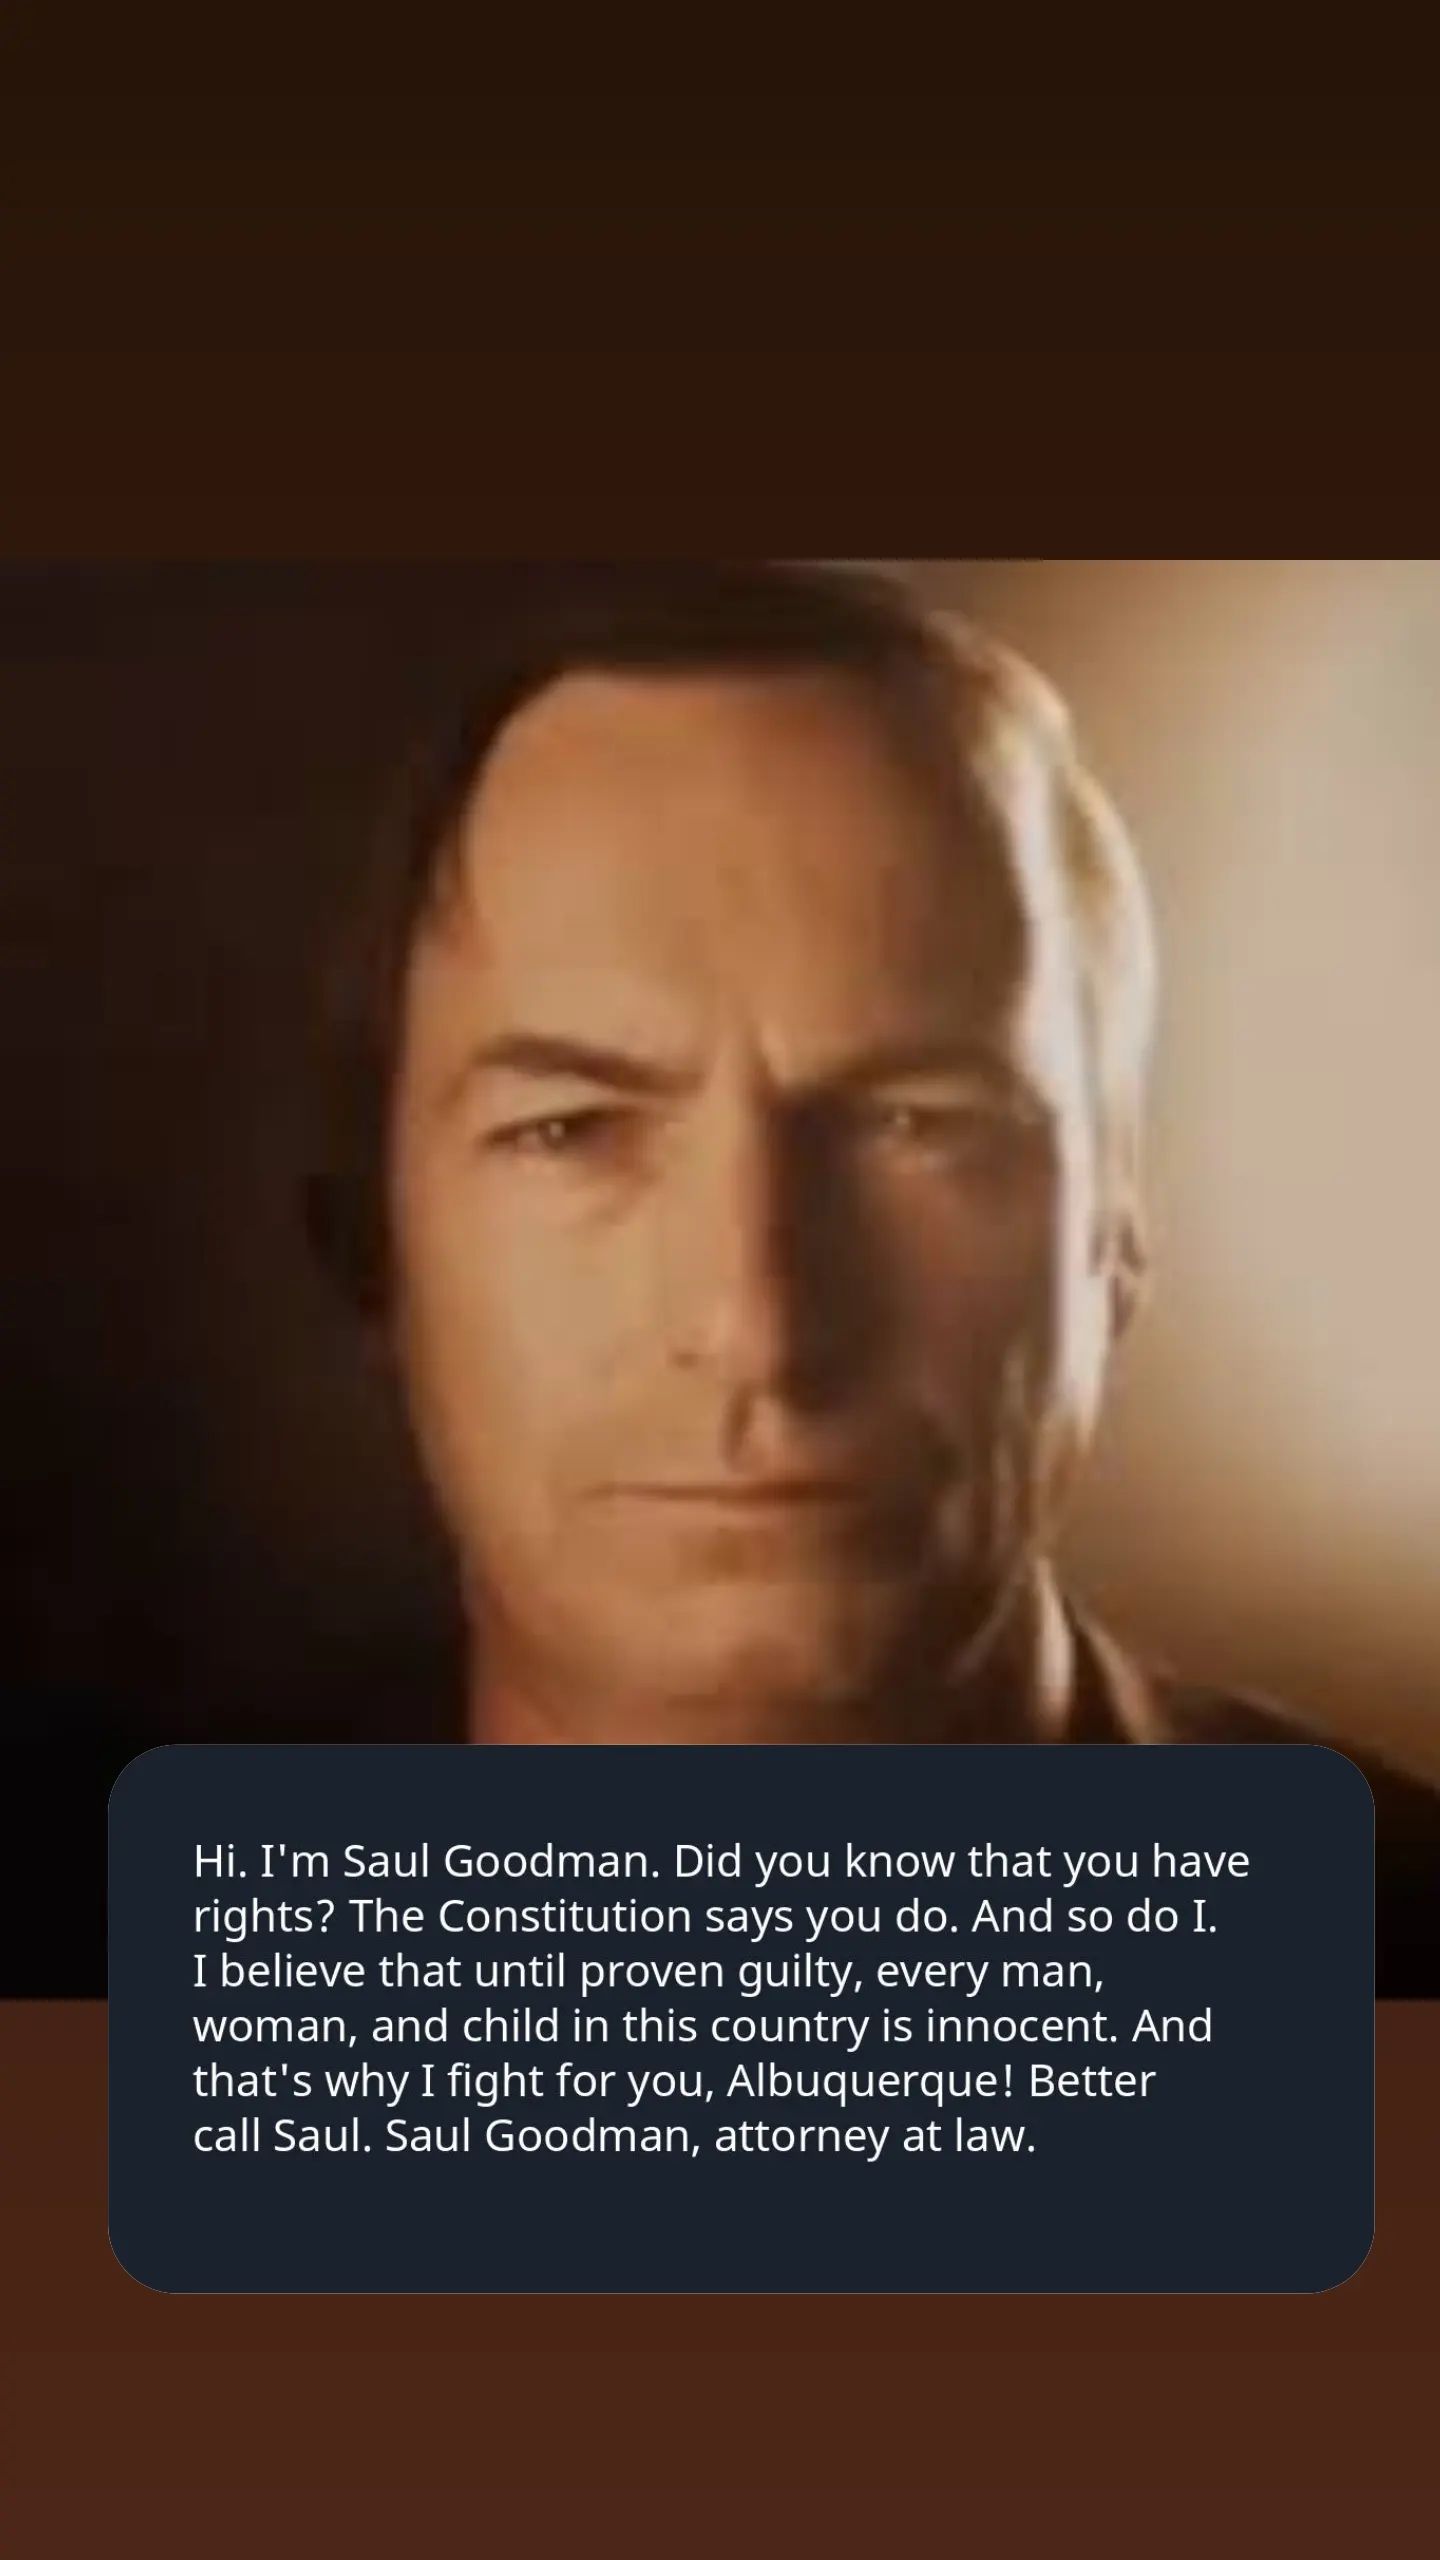 Hi. I'm Saul Goodman. Did you know that you have
rights? The Constitution says you do. And so do I.
I believe that until proven guilty, every man,
woman, and child in this country is innocent. And
that's why I fight for you, Albuquerque! Better
call Saul. Saul Goodman, attorney at law.